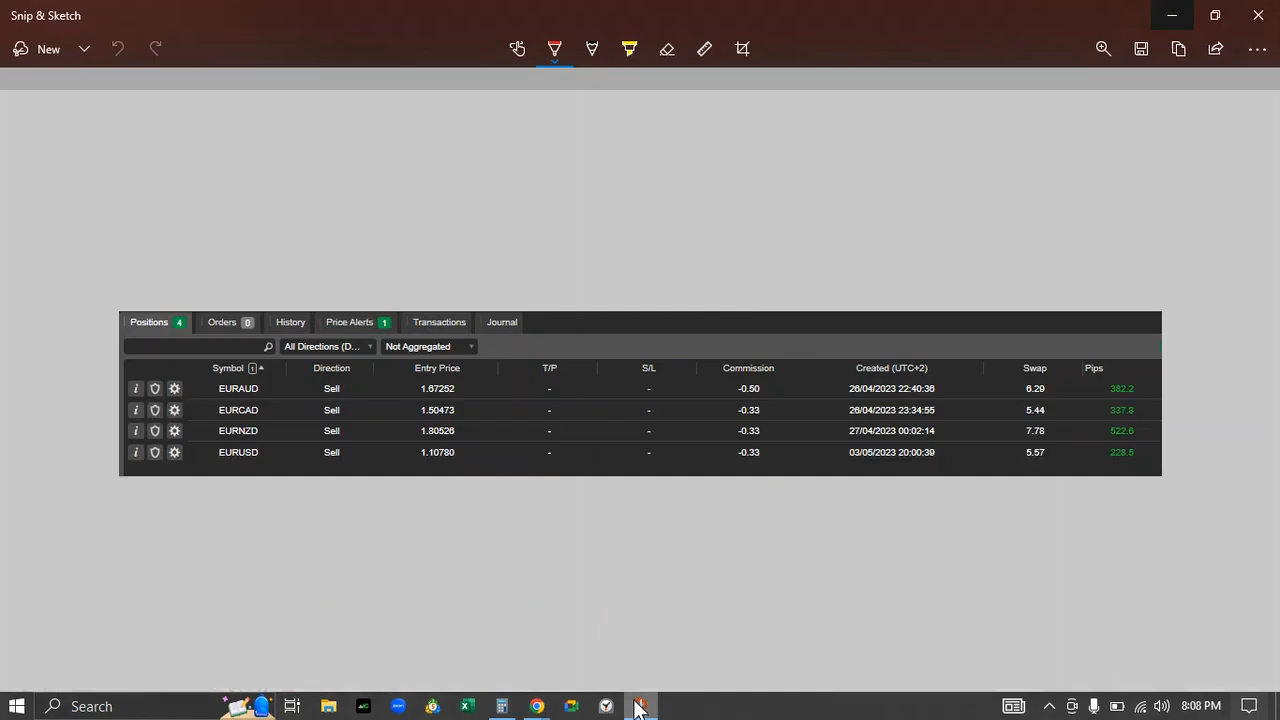 Snip & Sketch
New
Positions 4 Orders 0 History Price Alerts 1 Transactions Journal
All Directions (D... Not Aggregated
Symbol 1 Direction Entry Price T/P S/L Commission Created (UTC+2) Swap Pips
EURAUD Sell 1.67252 - - -0.50 26/04/2023 22:40:36 6.29 382.2
EURCAD Sell 1.50473 - - -0.33 26/04/2023 23:34:55 5.44 337.8
EURNZD Sell 1.80526 - - -0.33 27/04/2023 00:02:14 7.78 522.6
EURUSD Sell 1.10780 - - -0.33 03/05/2023 20:00:39 5.57 228.5
Search 8:08 PM